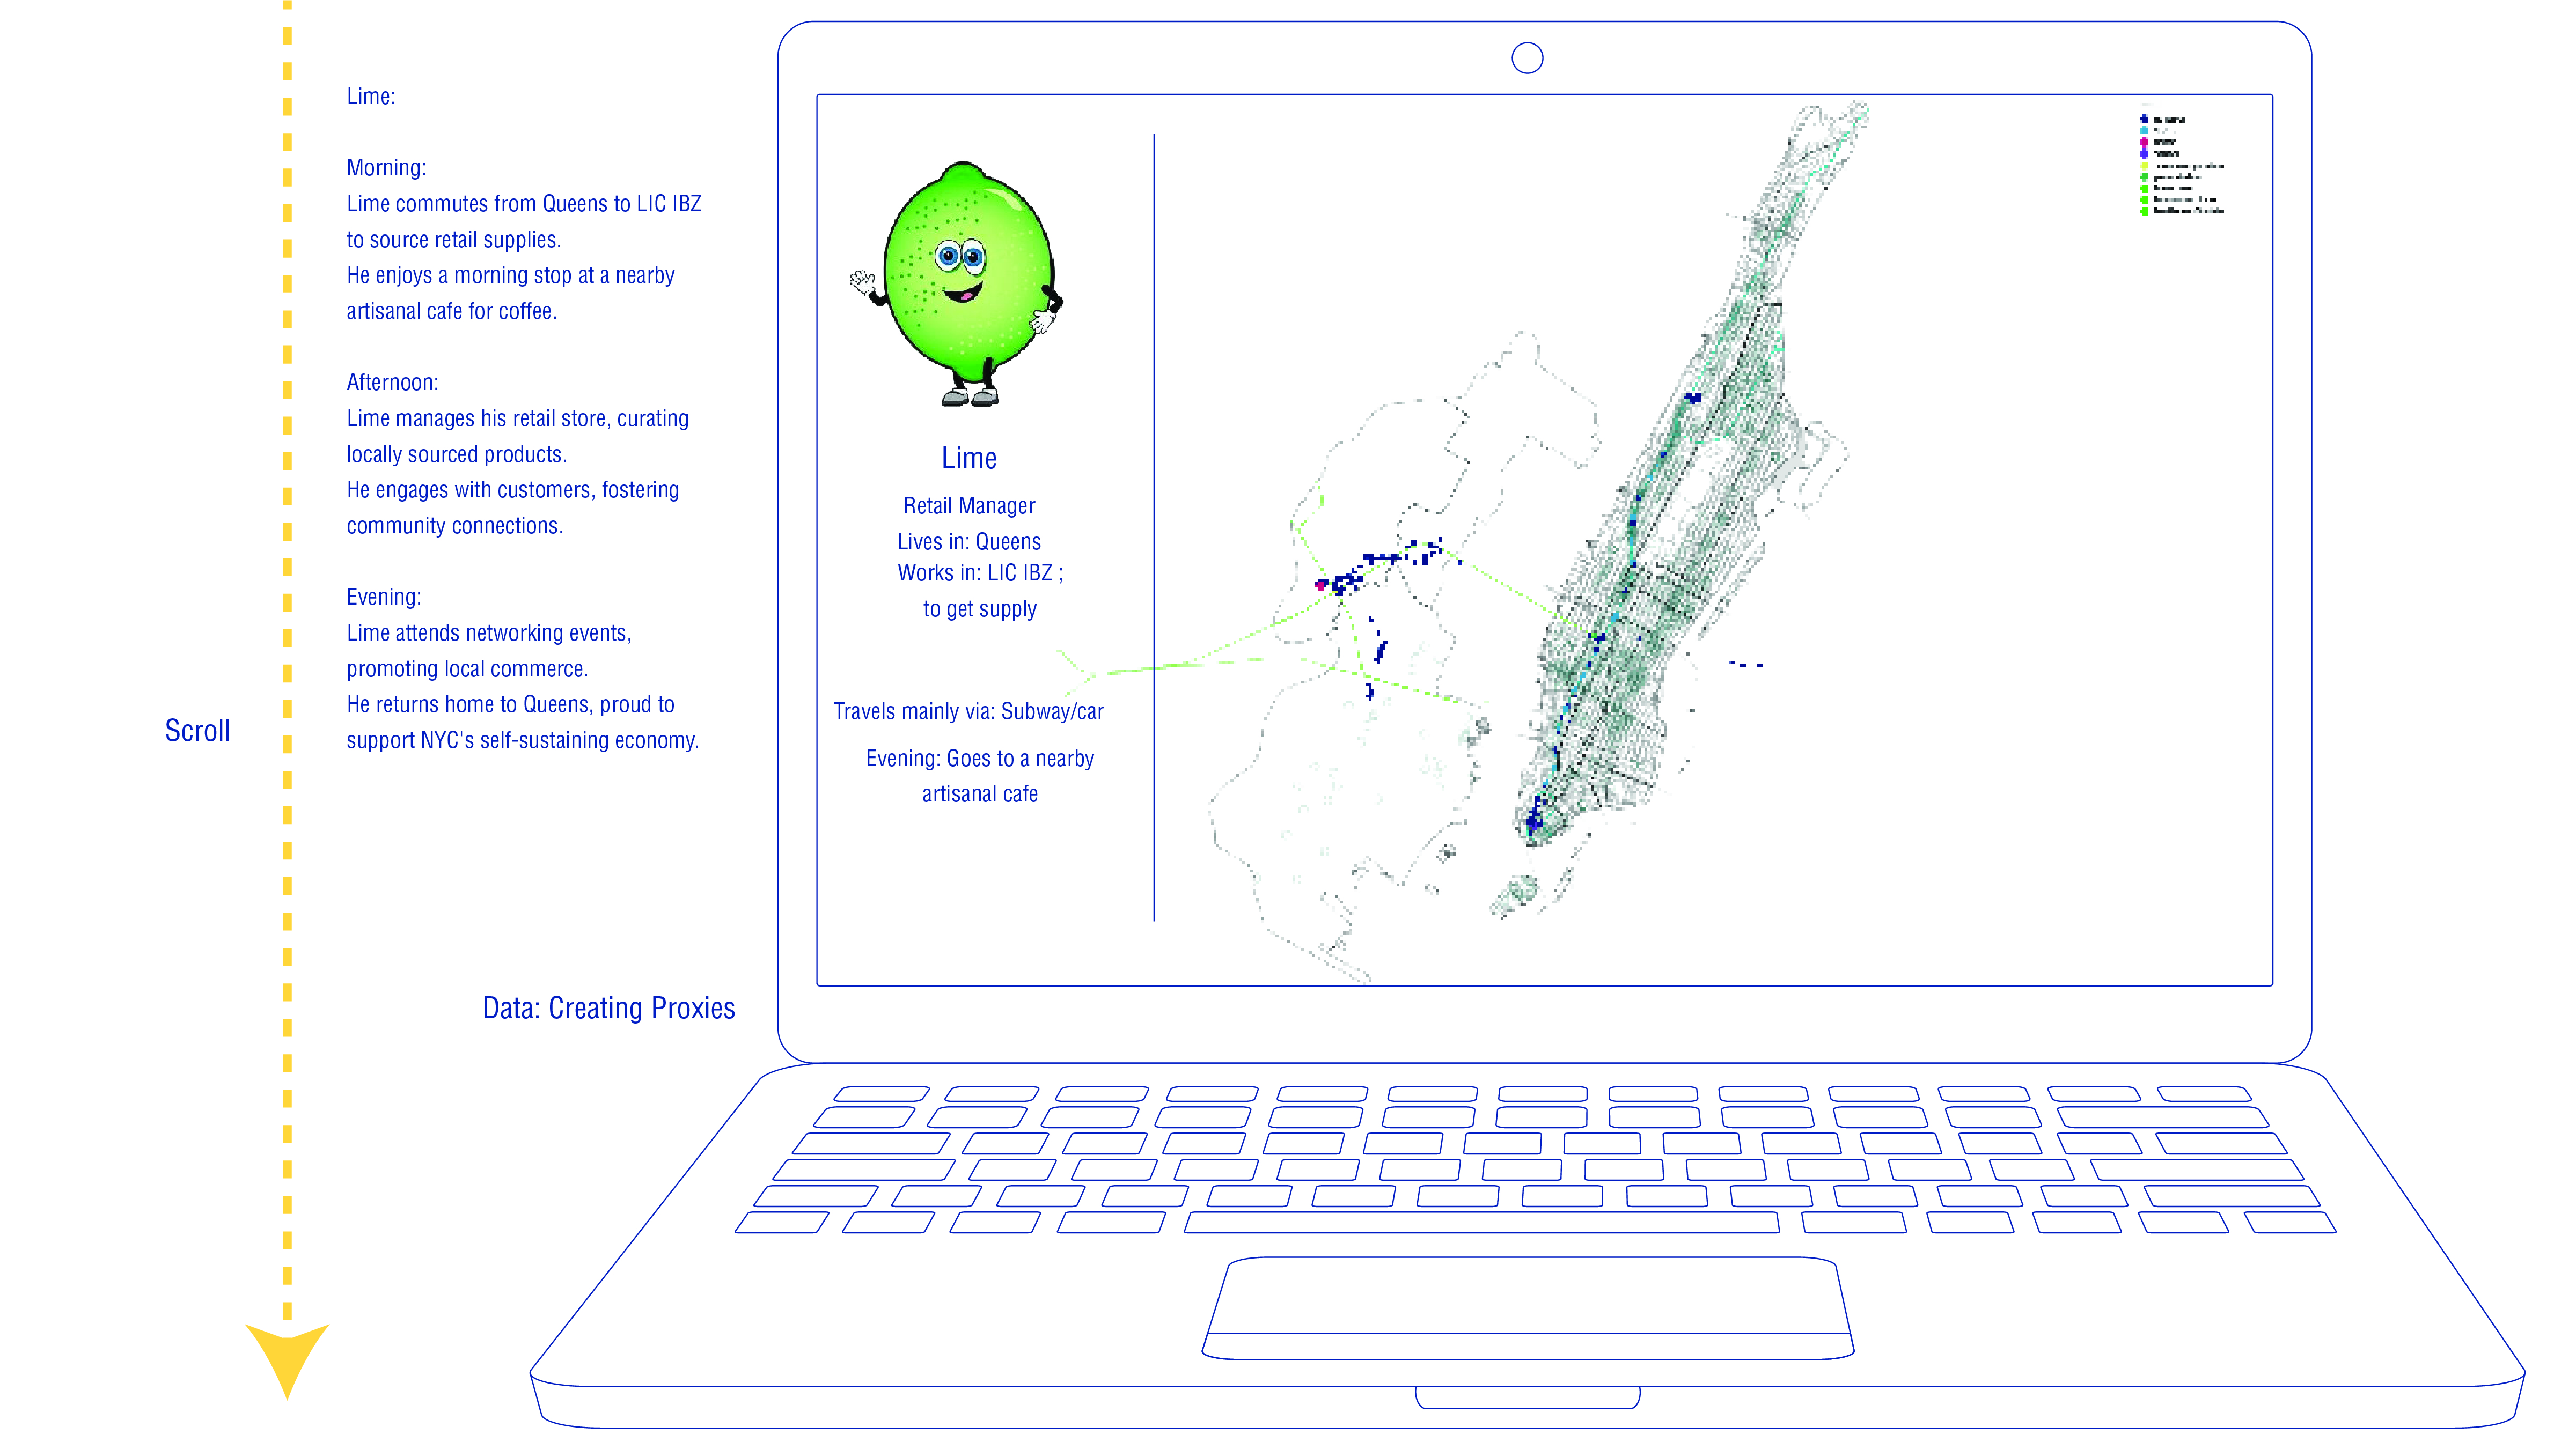 Lime:
Morning:
Lime commutes from Queens to LIC IBZ
to source retail supplies.
He enjoys a morning stop at a nearby
artisanal cafe for coffee.
Afternoon:
Lime manages his retail store, curating
locally sourced products.
He engages with customers, fostering
community connections.
Evening:
Lime attends networking events,
promoting local commerce.
He returns home to Queens, proud to
support NYC's self-sustaining economy.
Scroll
Data: Creating Proxies
Lime
Retail Manager
Lives in: Queens
Works in: LIC IBZ ;
to get supply
Travels mainly via: Subway/car
Evening: Goes to a nearby
artisanal cafe